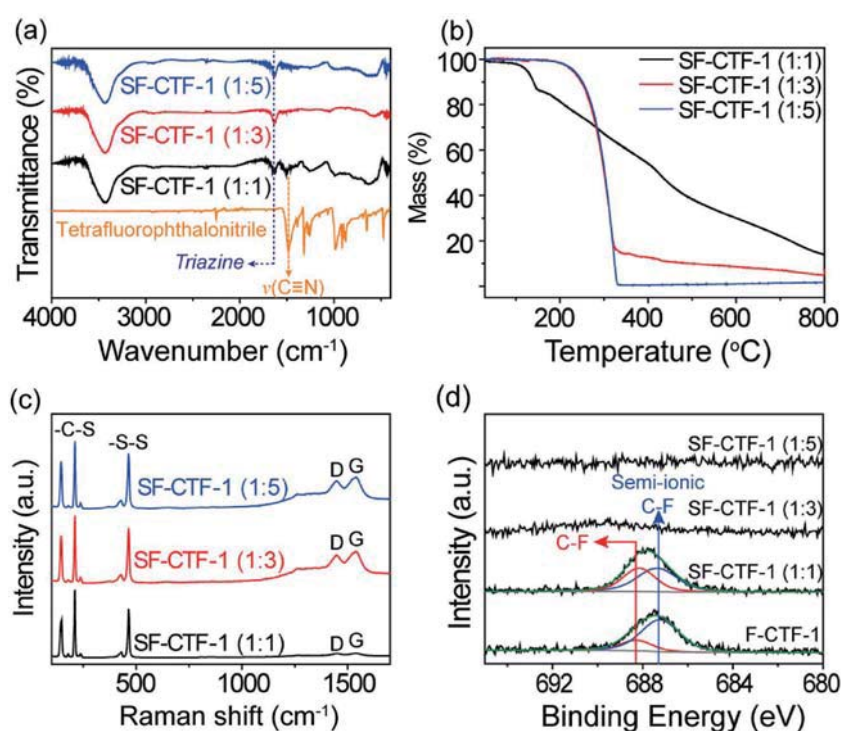 (a)
Transmittance (%)
SF-CTF-1 (1:5)
SF-CTF-1 (1:3)
SF-CTF-1 (1:1)
Tetrafluorophthalonitrile
Triazine
ν(C≡N)
4000 3000 2000 1000
Wavenumber (cm⁻¹)
(b)
Mass (%)
100
80
60
40
20
SF-CTF-1 (1:1)
SF-CTF-1 (1:3)
SF-CTF-1 (1:5)
200 400 600 800
Temperature (ºC)
(c)
Intensity (a.u.)
-C-S
-S-S
D G
SF-CTF-1 (1:5)
D G
SF-CTF-1 (1:3)
D G
SF-CTF-1 (1:1)
500 1000 1500
Raman shift (cm⁻¹)
(d)
Intensity (a.u.)
SF-CTF-1 (1:5)
Semi-ionic
C-F
SF-CTF-1 (1:3)
C-F
SF-CTF-1 (1:1)
F-CTF-1
692 688 684 680
Binding Energy (eV)